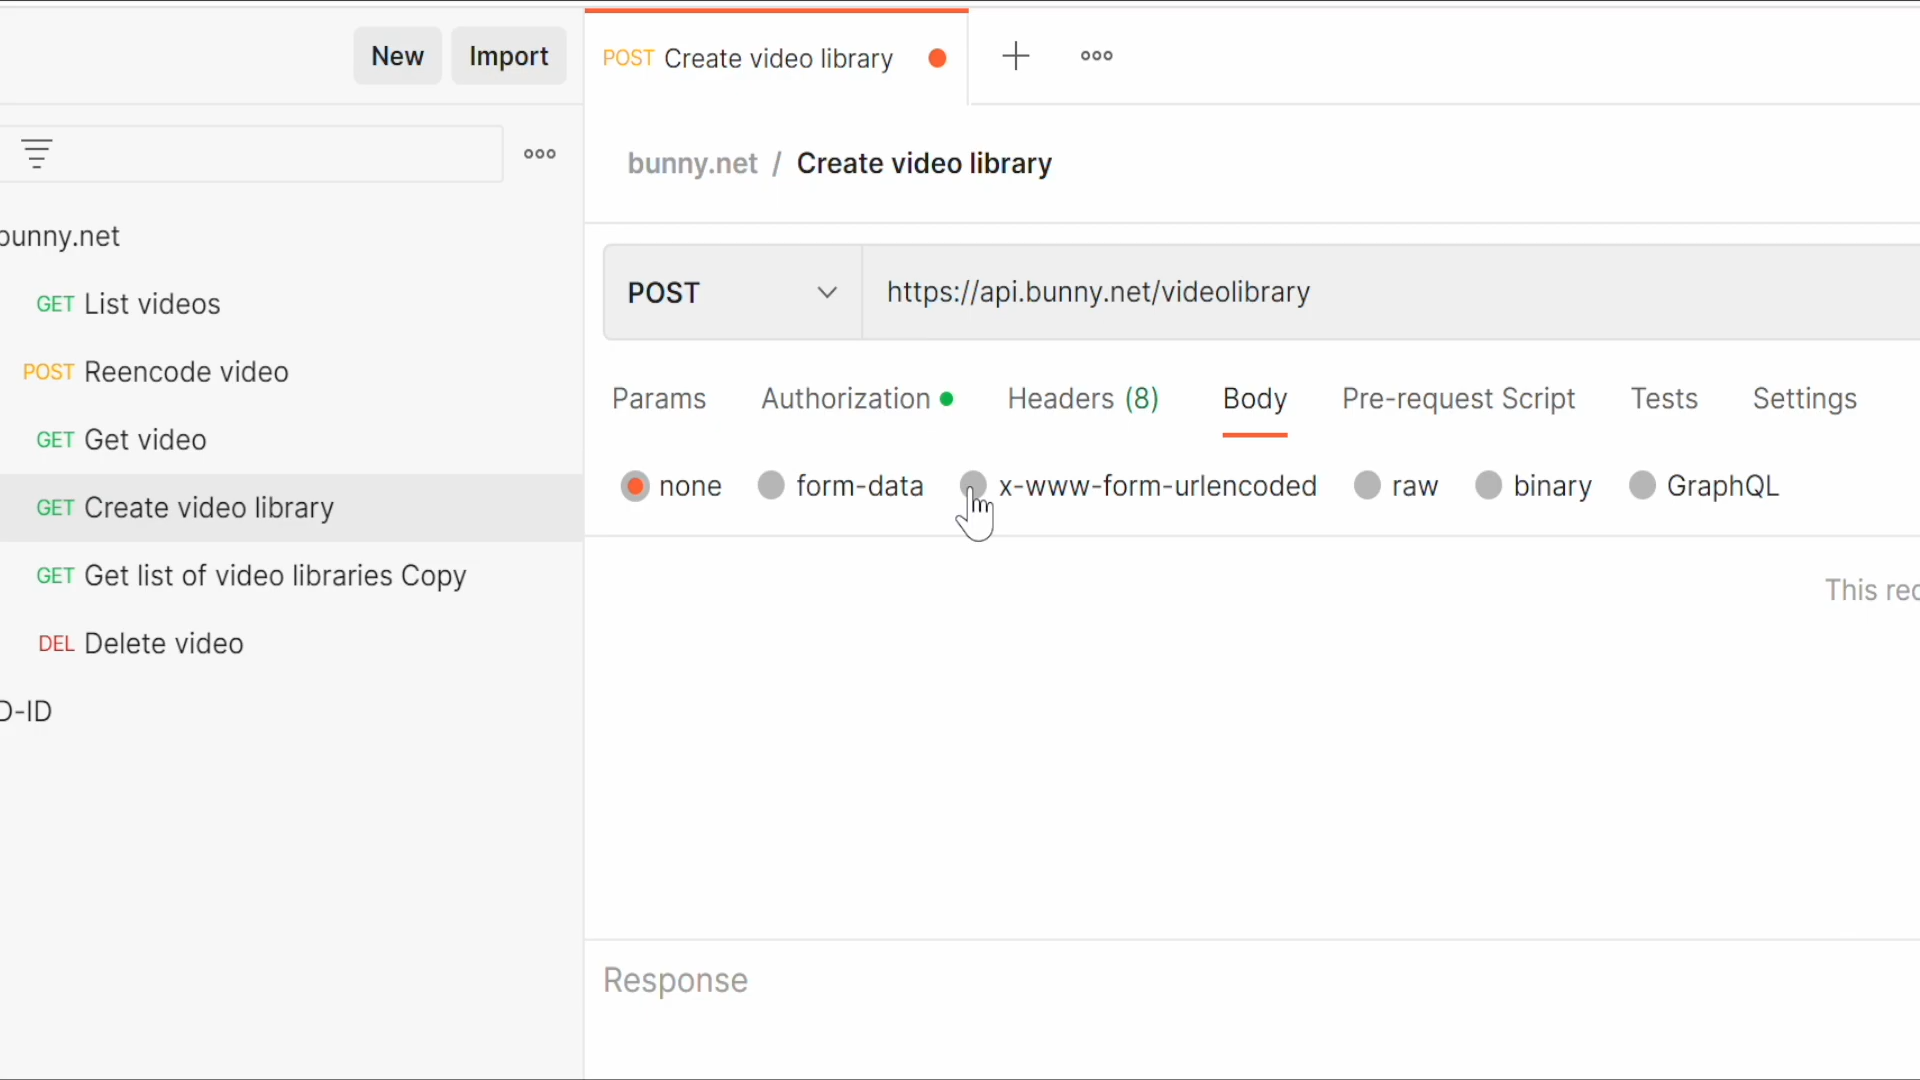 New Import
POST Create video library
bunny.net / Create video library
bunny.net
GET List videos
POST Reencode video
GET Get video
GET Create video library
GET Get list of video libraries Copy
DEL Delete video
D-ID
POST https://api.bunny.net/videolibrary
Params Authorization Headers (8) Body Pre-request Script Tests Settings
none form-data x-www-form-urlencoded raw binary GraphQL
This
Response